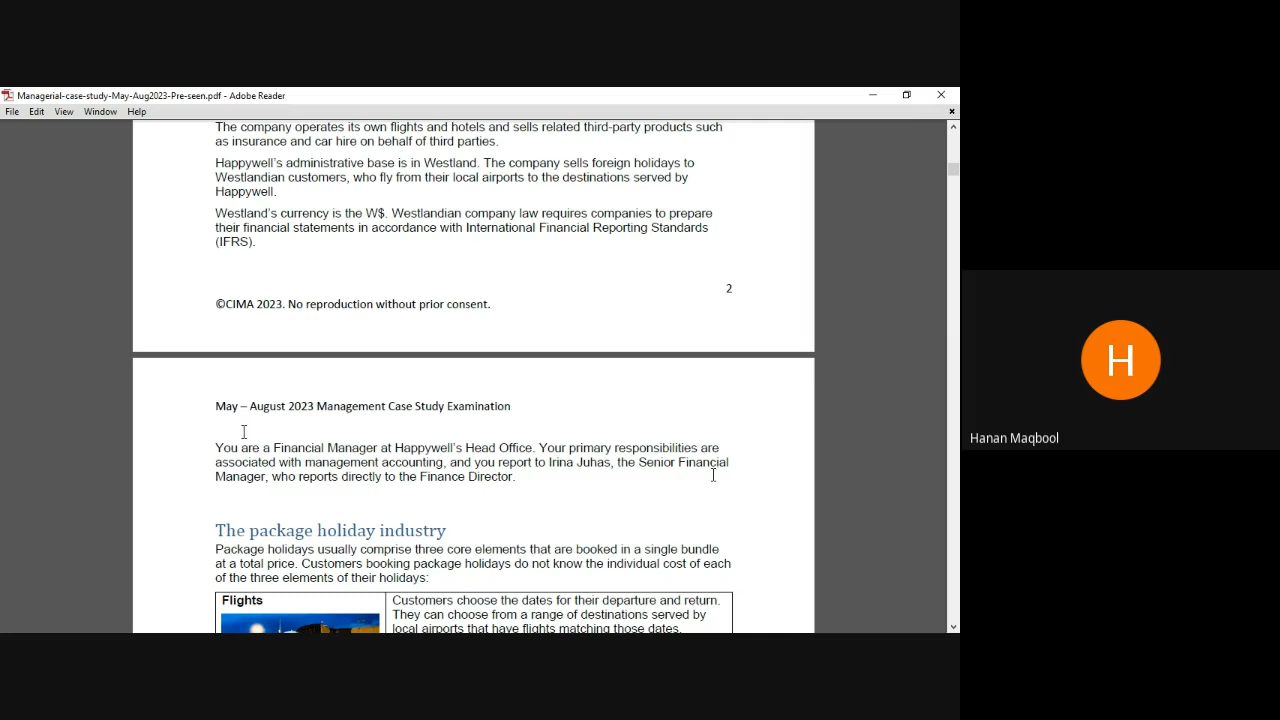 Managerial-case-study-May-Aug2023-Pre-seen.pdf - Adobe Reader
File Edit View Window Help
The company operates its own flights and hotels and sells related third-party products such
as insurance and car hire on behalf of third parties.
Happywell's administrative base is in Westland. The company sells foreign holidays to
Westlandian customers, who fly from their local airports to the destinations served by
Happywell.
Westland's currency is the W$. Westlandian company law requires companies to prepare
their financial statements in accordance with International Financial Reporting Standards
(IFRS).
2
©CIMA 2023. No reproduction without prior consent.
May – August 2023 Management Case Study Examination
You are a Financial Manager at Happywell's Head Office. Your primary responsibilities are
associated with management accounting, and you report to Irina Juhas, the Senior Financial
Manager, who reports directly to the Finance Director.
The package holiday industry
Package holidays usually comprise three core elements that are booked in a single bundle
at a total price. Customers booking package holidays do not know the individual cost of each
of the three elements of their holidays:
Flights
Customers choose the dates for their departure and return.
They can choose from a range of destinations served by
local airports that have flights matching those dates.
H
Hanan Maqbool